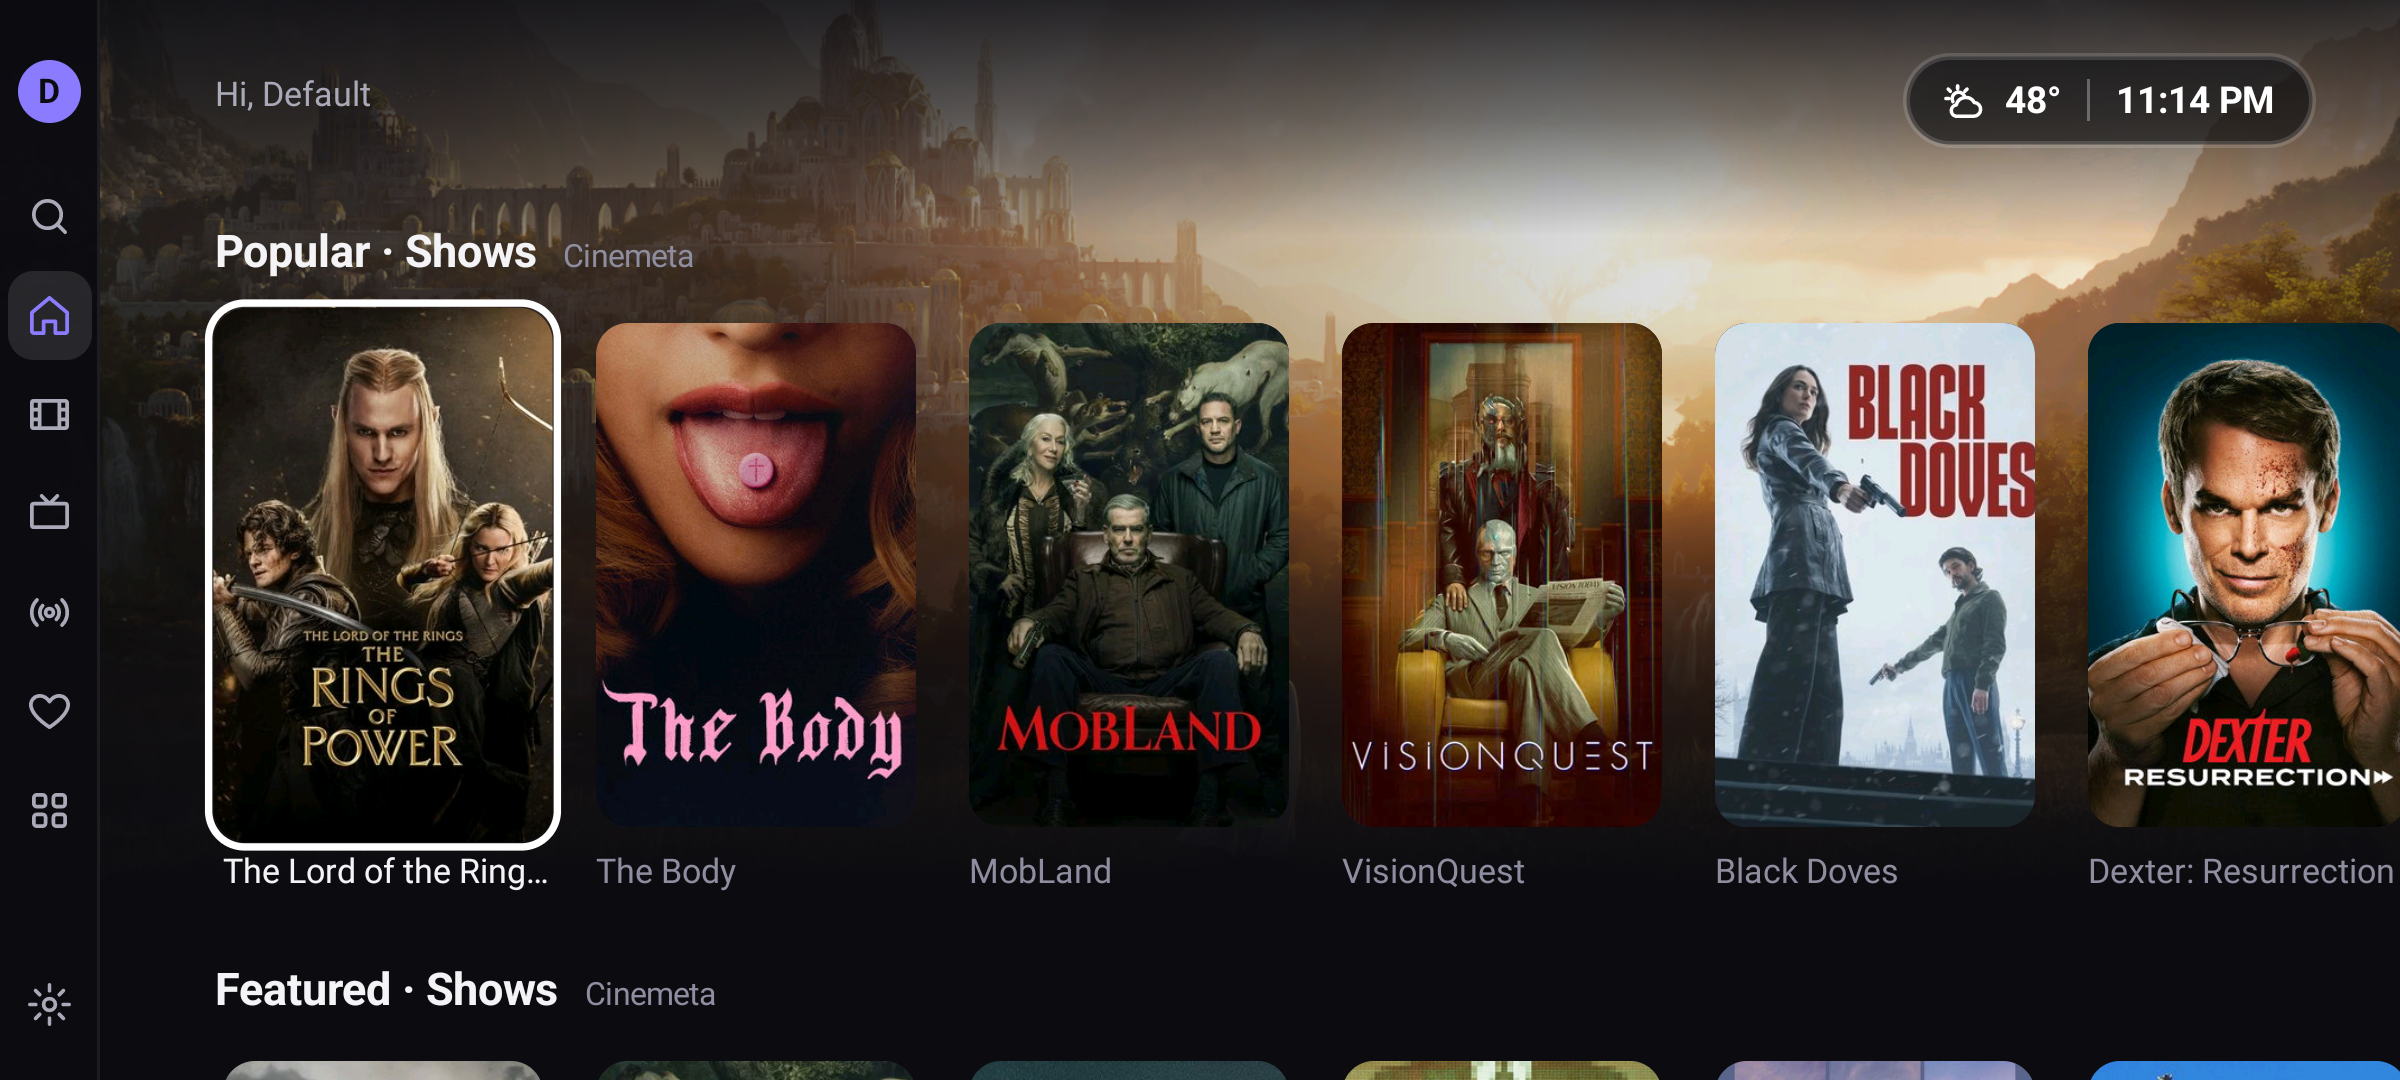 D
Hi, Default
48°
11:14 PM
Popular · Shows Cinemeta
THE LORD OF THE RINGS
THE
RINGS
OF
POWER
The Body
MOBLAND
VISION TODAY
VISIONQUEST
BLACK
DOVES
DEXTER
RESURRECTION
The Lord of the Ring...
The Body
MobLand
VisionQuest
Black Doves
Dexter: Resurrection
Featured · Shows Cinemeta